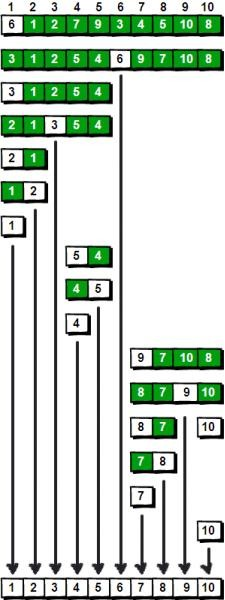 1 2 3 4 5 6 7 8 9 10
6 1 2 7 9 3 4 5 10 8
3 1 2 5 4 6 9 7 10 8
3 1 2 5 4
2 1 3 5 4
2 1
1 2
1
5 4
4 5
4
9 7 10 8
8 7 9 10
8 7 10
7 8
7
10
1 2 3 4 5 6 7 8 9 10